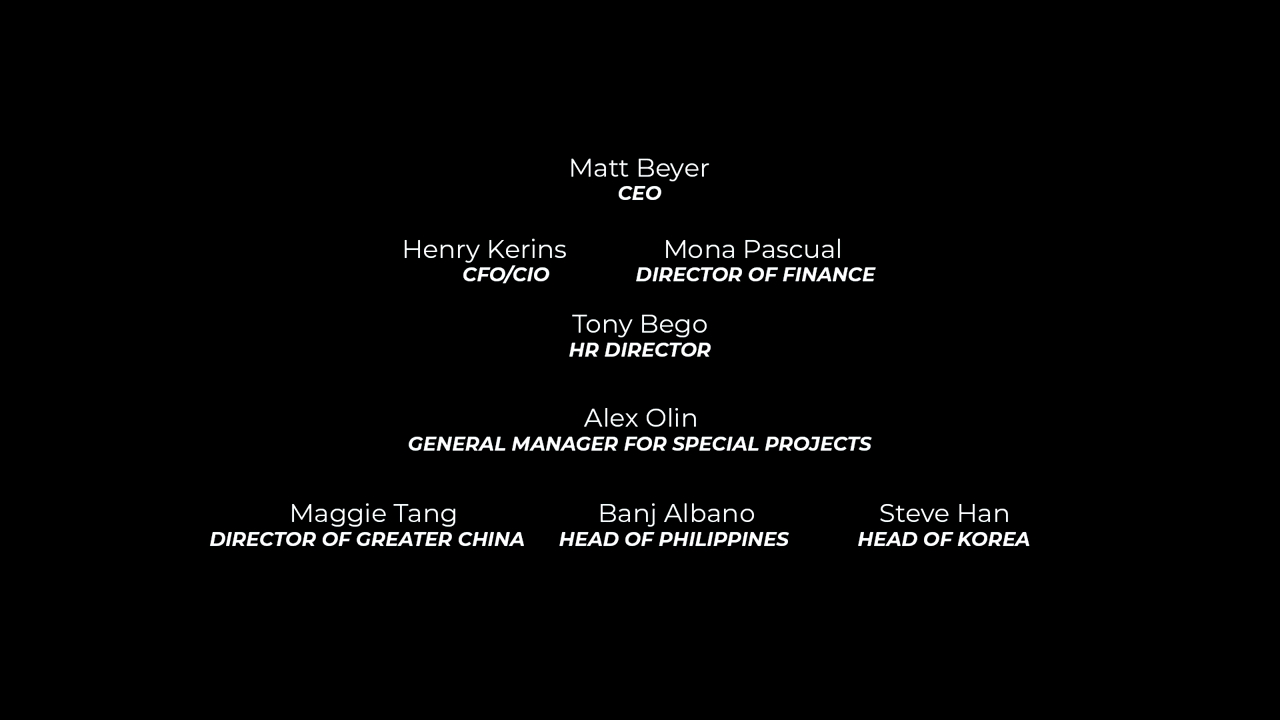 Matt Beyer
CEO
Henry Kerins Mona Pascual
CFO/CIO DIRECTOR OF FINANCE
Tony Bego
HR DIRECTOR
Alex Olin
GENERAL MANAGER FOR SPECIAL PROJECTS
Maggie Tang Banj Albano Steve Han
DIRECTOR OF GREATER CHINA HEAD OF PHILIPPINES HEAD OF KOREA